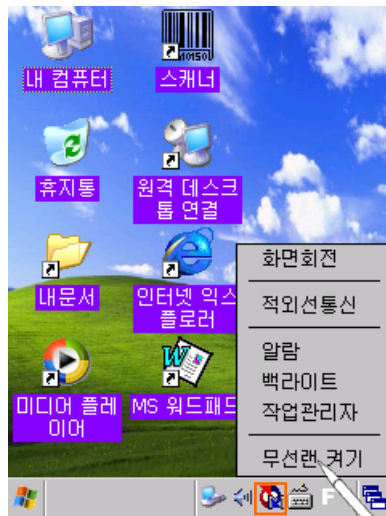 10150
내 컴퓨터
스캐너
휴지통
원격 데스크
톱 연결
내문서
인터넷 익스
플로러
미디어 플레
이어
W
MS 워드패드
화면회전
적외선통신
알람
백라이트
작업관리자
무선랜 켜기
F